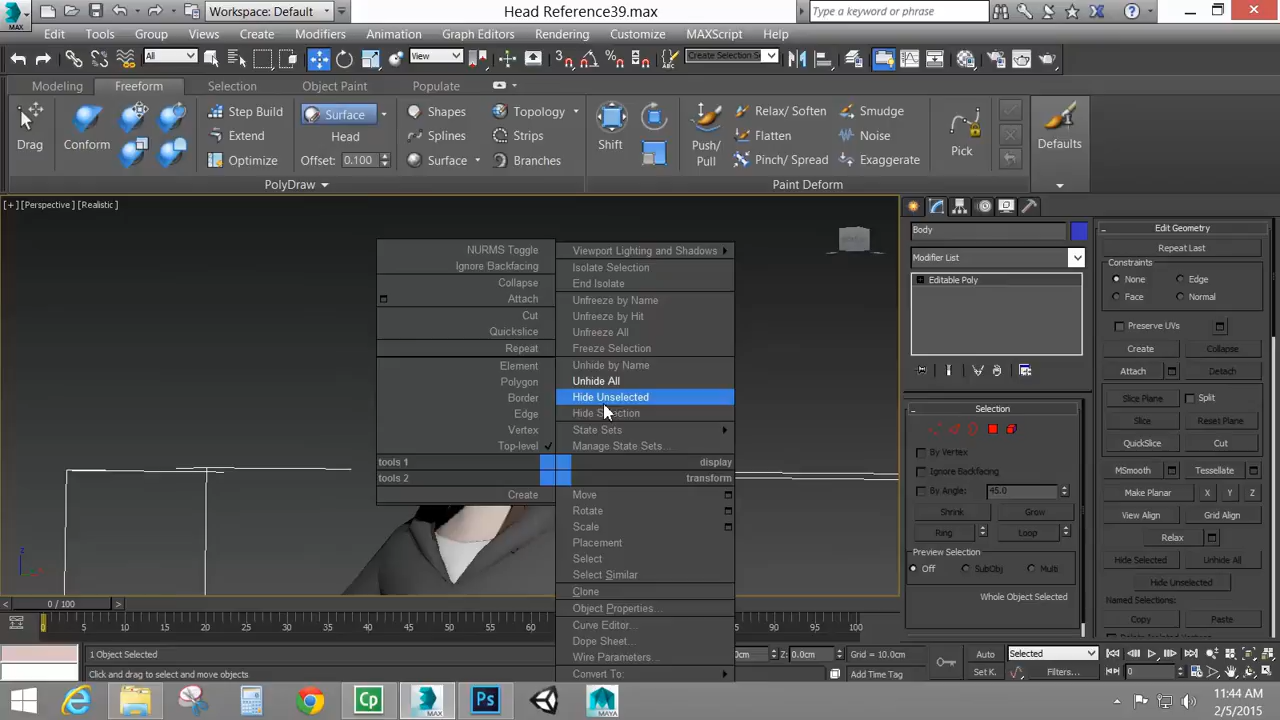 MAX
Workspace: Default
Head Reference39.max
Type a keyword or phrase
Edit Tools Group Views Create Modifiers Animation Graph Editors Rendering Customize MAXScript Help
All
View
Create Selection S
Modeling Freeform Selection Object Paint Populate
Drag
Conform
Step Build
Extend
Optimize
Surface
Head
Offset: 0.100
Shapes
Splines
Surface
Topology
Strips
Branches
Shift
Push/
Pull
Relax/ Soften
Flatten
Pinch/ Spread
Smudge
Noise
Exaggerate
Pick
Defaults
PolyDraw
Paint Deform
[+] [Perspective] [Realistic]
NURMS Toggle
Ignore Backfacing
Collapse
Attach
Cut
Quickslice
Repeat
Element
Polygon
Border
Edge
Vertex
Top-level
tools 1
tools 2
Create
Viewport Lighting and Shadows
Isolate Selection
End Isolate
Unfreeze by Name
Unfreeze by Hit
Unfreeze All
Freeze Selection
Unhide by Name
Unhide All
Hide Unselected
Hide Selection
State Sets
Manage State Sets...
display
transform
Move
Rotate
Scale
Placement
Select
Select Similar
Clone
Object Properties...
Curve Editor...
Dope Sheet...
Wire Parameters...
Convert To:
Body
Modifier List
Editable Poly
Selection
By Vertex
Ignore Backfacing
By Angle: 45.0
Shrink Grow
Ring Loop
Preview Selection
Off SubObj Multi
Whole Object Selected
Edit Geometry
Repeat Last
Constraints
None Edge
Face Normal
Preserve UVs
Create Collapse
Attach Detach
Slice Plane Split
Slice Reset Plane
QuickSlice Cut
MSmooth Tessellate
Make Planar X Y Z
View Align Grid Align
Relax
Hide Selected Unhide All
Hide Unselected
Named Selections:
Copy Paste
0 / 100
0 5 10 15 20 25 30 35 40 45 50 55 60 75 80 85 90 95 100
1 Object Selected
Click and drag to select and move objects
Z: 0.0cm
Grid = 10.0cm
Add Time Tag
Auto
Selected
Set K.
Filters...
0
Cp
MAX
Ps
MAYA
11:44 AM
2/5/2015